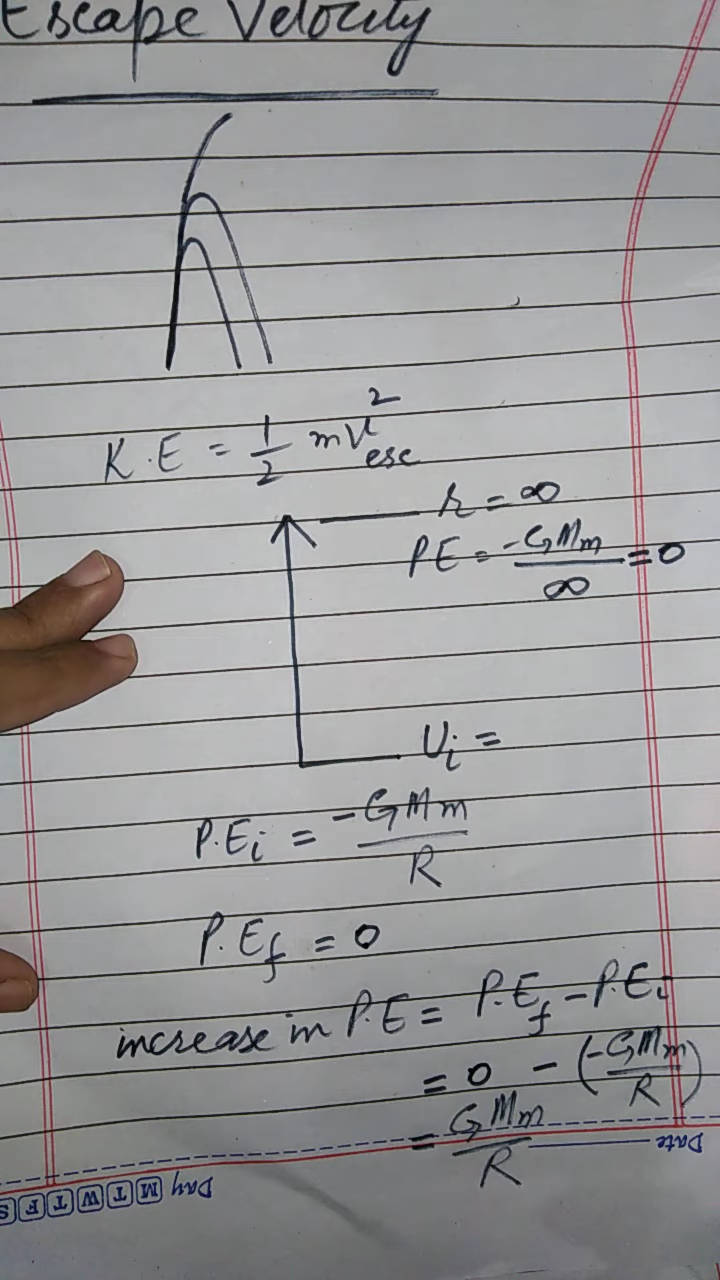 Escape Velocity
K.E = 1/2 mv²esc
r = ∞
PE = -GMm/∞ = 0
Ui =
P.Ei = -GMm/R
P.Ef = 0
increase in P.E = P.Ef - P.Ei
= 0 - (-GMm/R)
= GMm/R
Date
Day M T W T F S